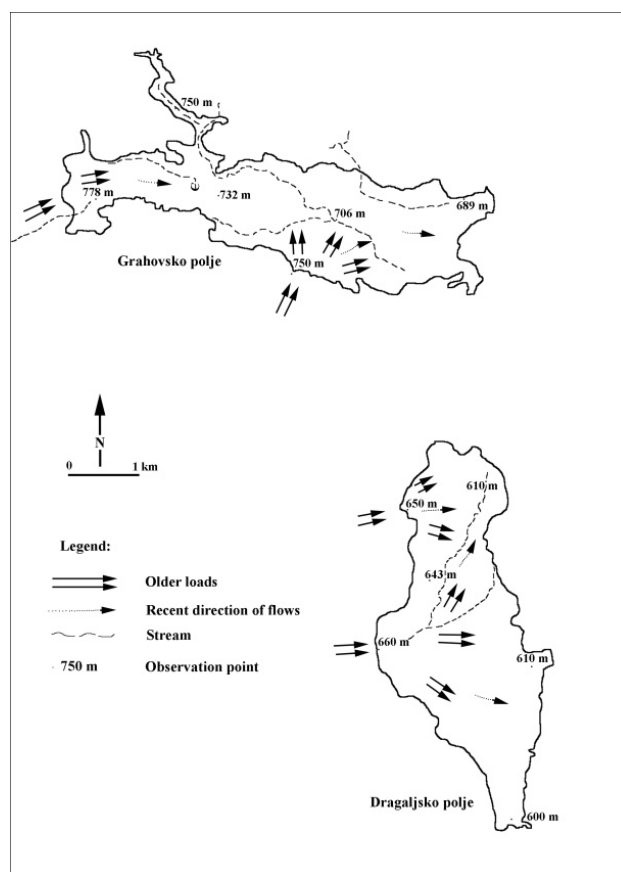 750 m
778 m
732 m
706 m
689 m
Grahovsko polje
750 m
N
0 1 km
610 m
650 m
Legend:
643 m
Older loads
Recent direction of flows
Stream
660 m
750 m Observation point
610 m
Dragaljsko polje
600 m